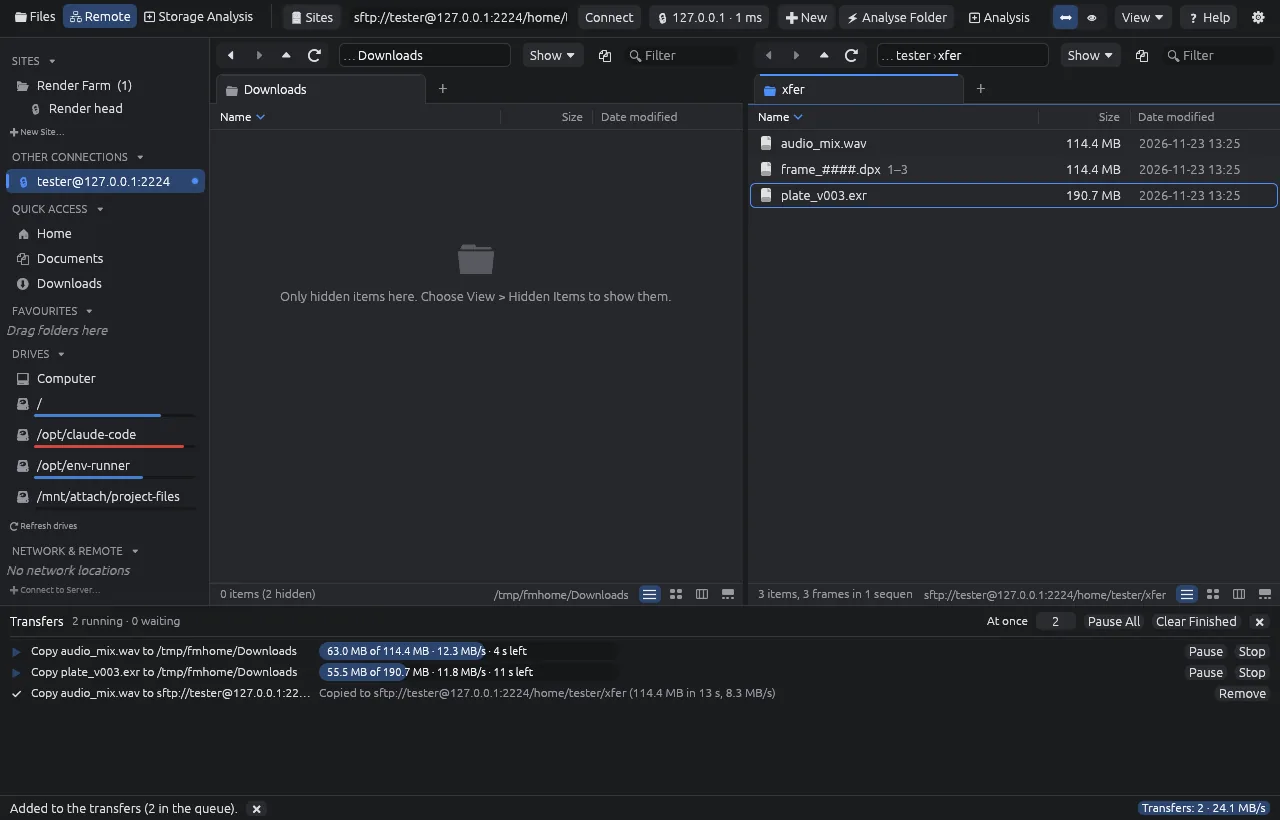 Files Remote Storage Analysis Sites sftp://tester@127.0.0.1:2224/home/t Connect 127.0.0.1 · 1 ms New Analyse Folder Analysis View ? Help
SITES
Render Farm (1)
Render head
New Site...
OTHER CONNECTIONS
tester@127.0.0.1:2224
QUICK ACCESS
Home
Documents
Downloads
FAVOURITES
Drag folders here
DRIVES
Computer
/
/opt/claude-code
/opt/env-runner
/mnt/attach/project-files
Refresh drives
NETWORK & REMOTE
No network locations
Connect to Server...
... Downloads Show Filter
Downloads +
Name Size Date modified
Only hidden items here. Choose View > Hidden Items to show them.
0 items (2 hidden) /tmp/fmhome/Downloads
... tester › xfer Show Filter
xfer +
Name Size Date modified
audio_mix.wav 114.4 MB 2026-11-23 13:25
frame_####.dpx 1–3 114.4 MB 2026-11-23 13:25
plate_v003.exr 190.7 MB 2026-11-23 13:25
3 items, 3 frames in 1 sequen sftp://tester@127.0.0.1:2224/home/tester/xfer
Transfers 2 running · 0 waiting At once 2 Pause All Clear Finished
Copy audio_mix.wav to /tmp/fmhome/Downloads 63.0 MB of 114.4 MB · 12.3 MB/s · 4 s left Pause Stop
Copy plate_v003.exr to /tmp/fmhome/Downloads 55.5 MB of 190.7 MB · 11.8 MB/s · 11 s left Pause Stop
Copy audio_mix.wav to sftp://tester@127.0.0.1:22... Copied to sftp://tester@127.0.0.1:2224/home/tester/xfer (114.4 MB in 13 s, 8.3 MB/s) Remove
Added to the transfers (2 in the queue). Transfers: 2 · 24.1 MB/s